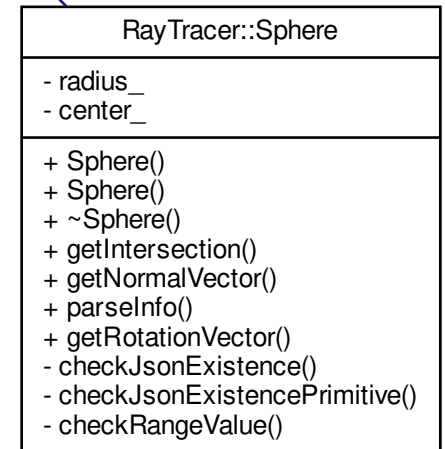 RayTracer::Sphere
- radius_
- center_
+ Sphere()
+ Sphere()
+ ~Sphere()
+ getIntersection()
+ getNormalVector()
+ parseInfo()
+ getRotationVector()
- checkJsonExistence()
- checkJsonExistencePrimitive()
- checkRangeValue()